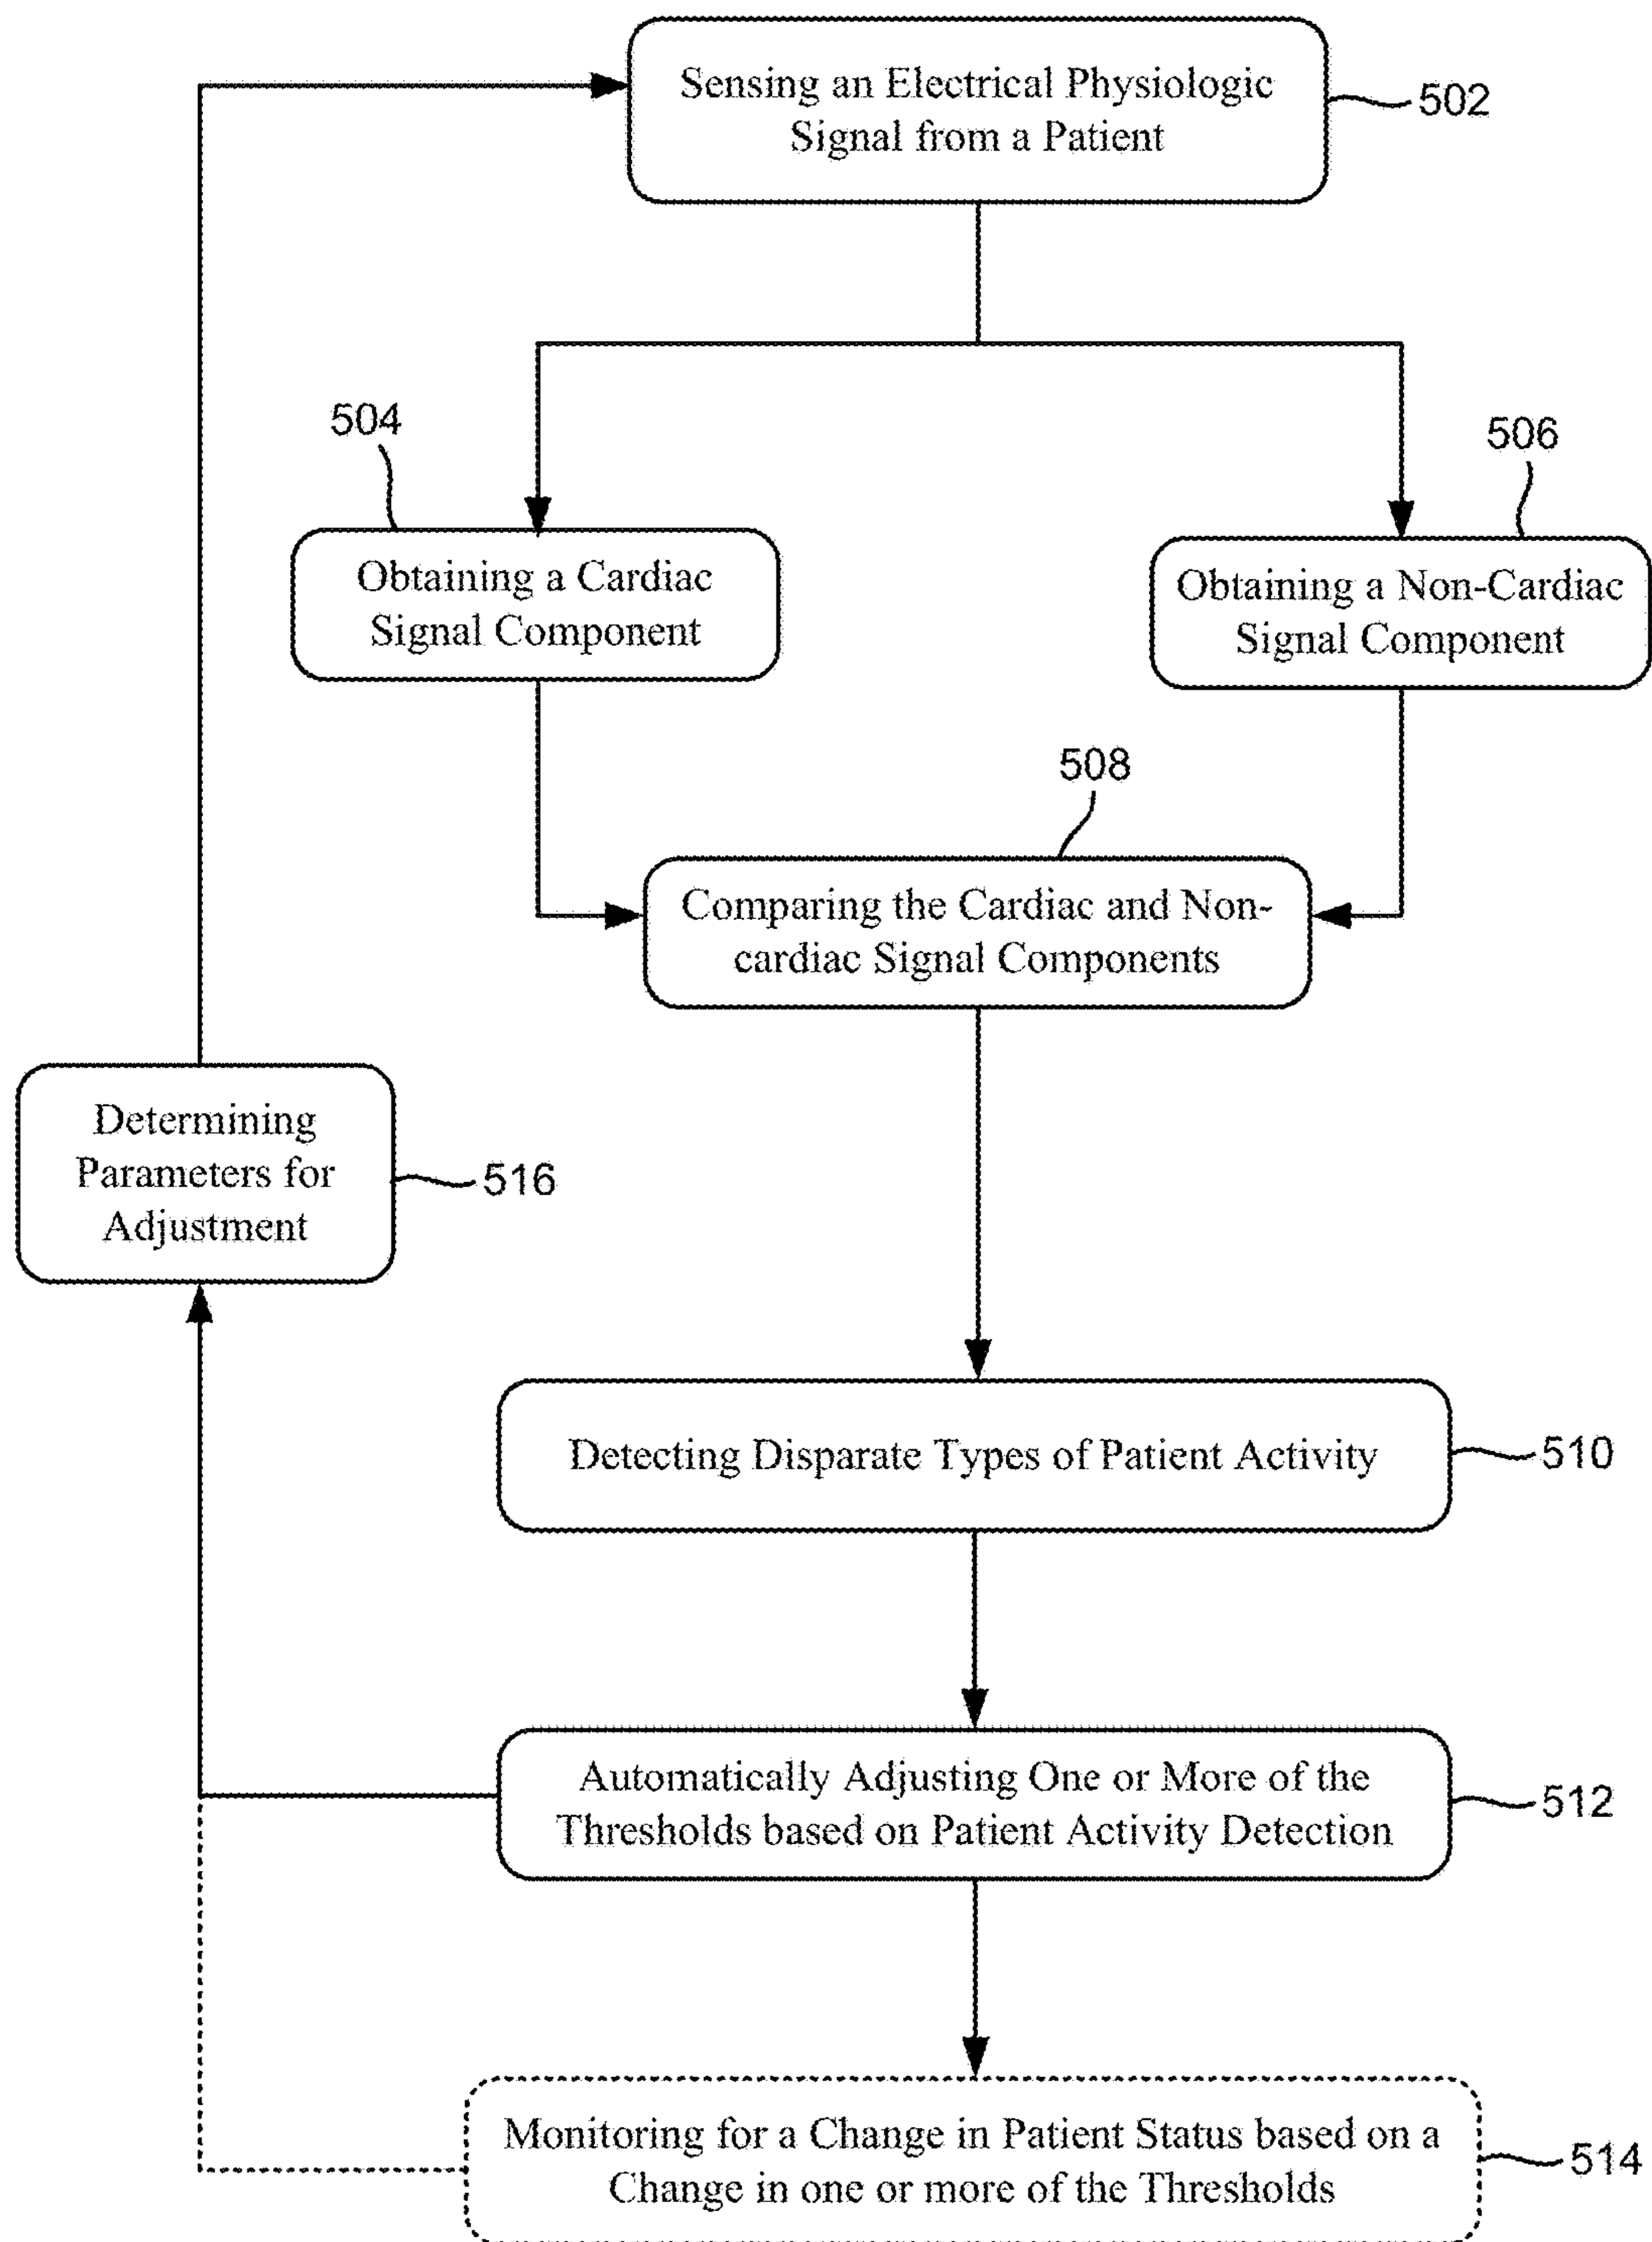 Sensing an Electrical Physiologic
Signal from a Patient
502
504
506
Obtaining a Cardiac
Signal Component
Obtaining a Non-Cardiac
Signal Component
508
Comparing the Cardiac and Non-
cardiac Signal Components
Determining
Parameters for
Adjustment
516
Detecting Disparate Types of Patient Activity
510
Automatically Adjusting One or More of the
Thresholds based on Patient Activity Detection
512
Monitoring for a Change in Patient Status based on a
Change in one or more of the Thresholds
514